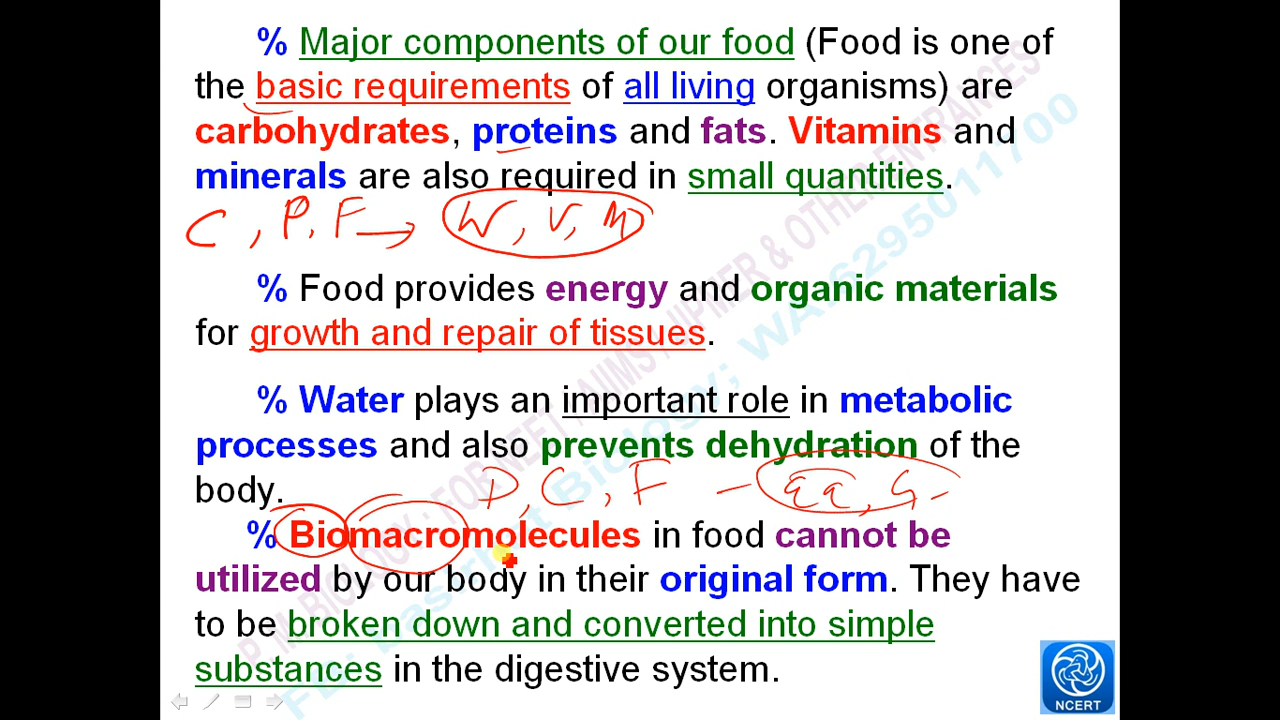 % Major components of our food (Food is one of
the basic requirements of all living organisms) are
carbohydrates, proteins and fats. Vitamins and
minerals are also required in small quantities.
C, P, F → W, V, M
% Food provides energy and organic materials
for growth and repair of tissues.
% Water plays an important role in metabolic
processes and also prevents dehydration of the
body.
P, C, F - aa, G -
% Biomacromolecules in food cannot be
utilized by our body in their original form. They have
to be broken down and converted into simple
substances in the digestive system.
NCERT